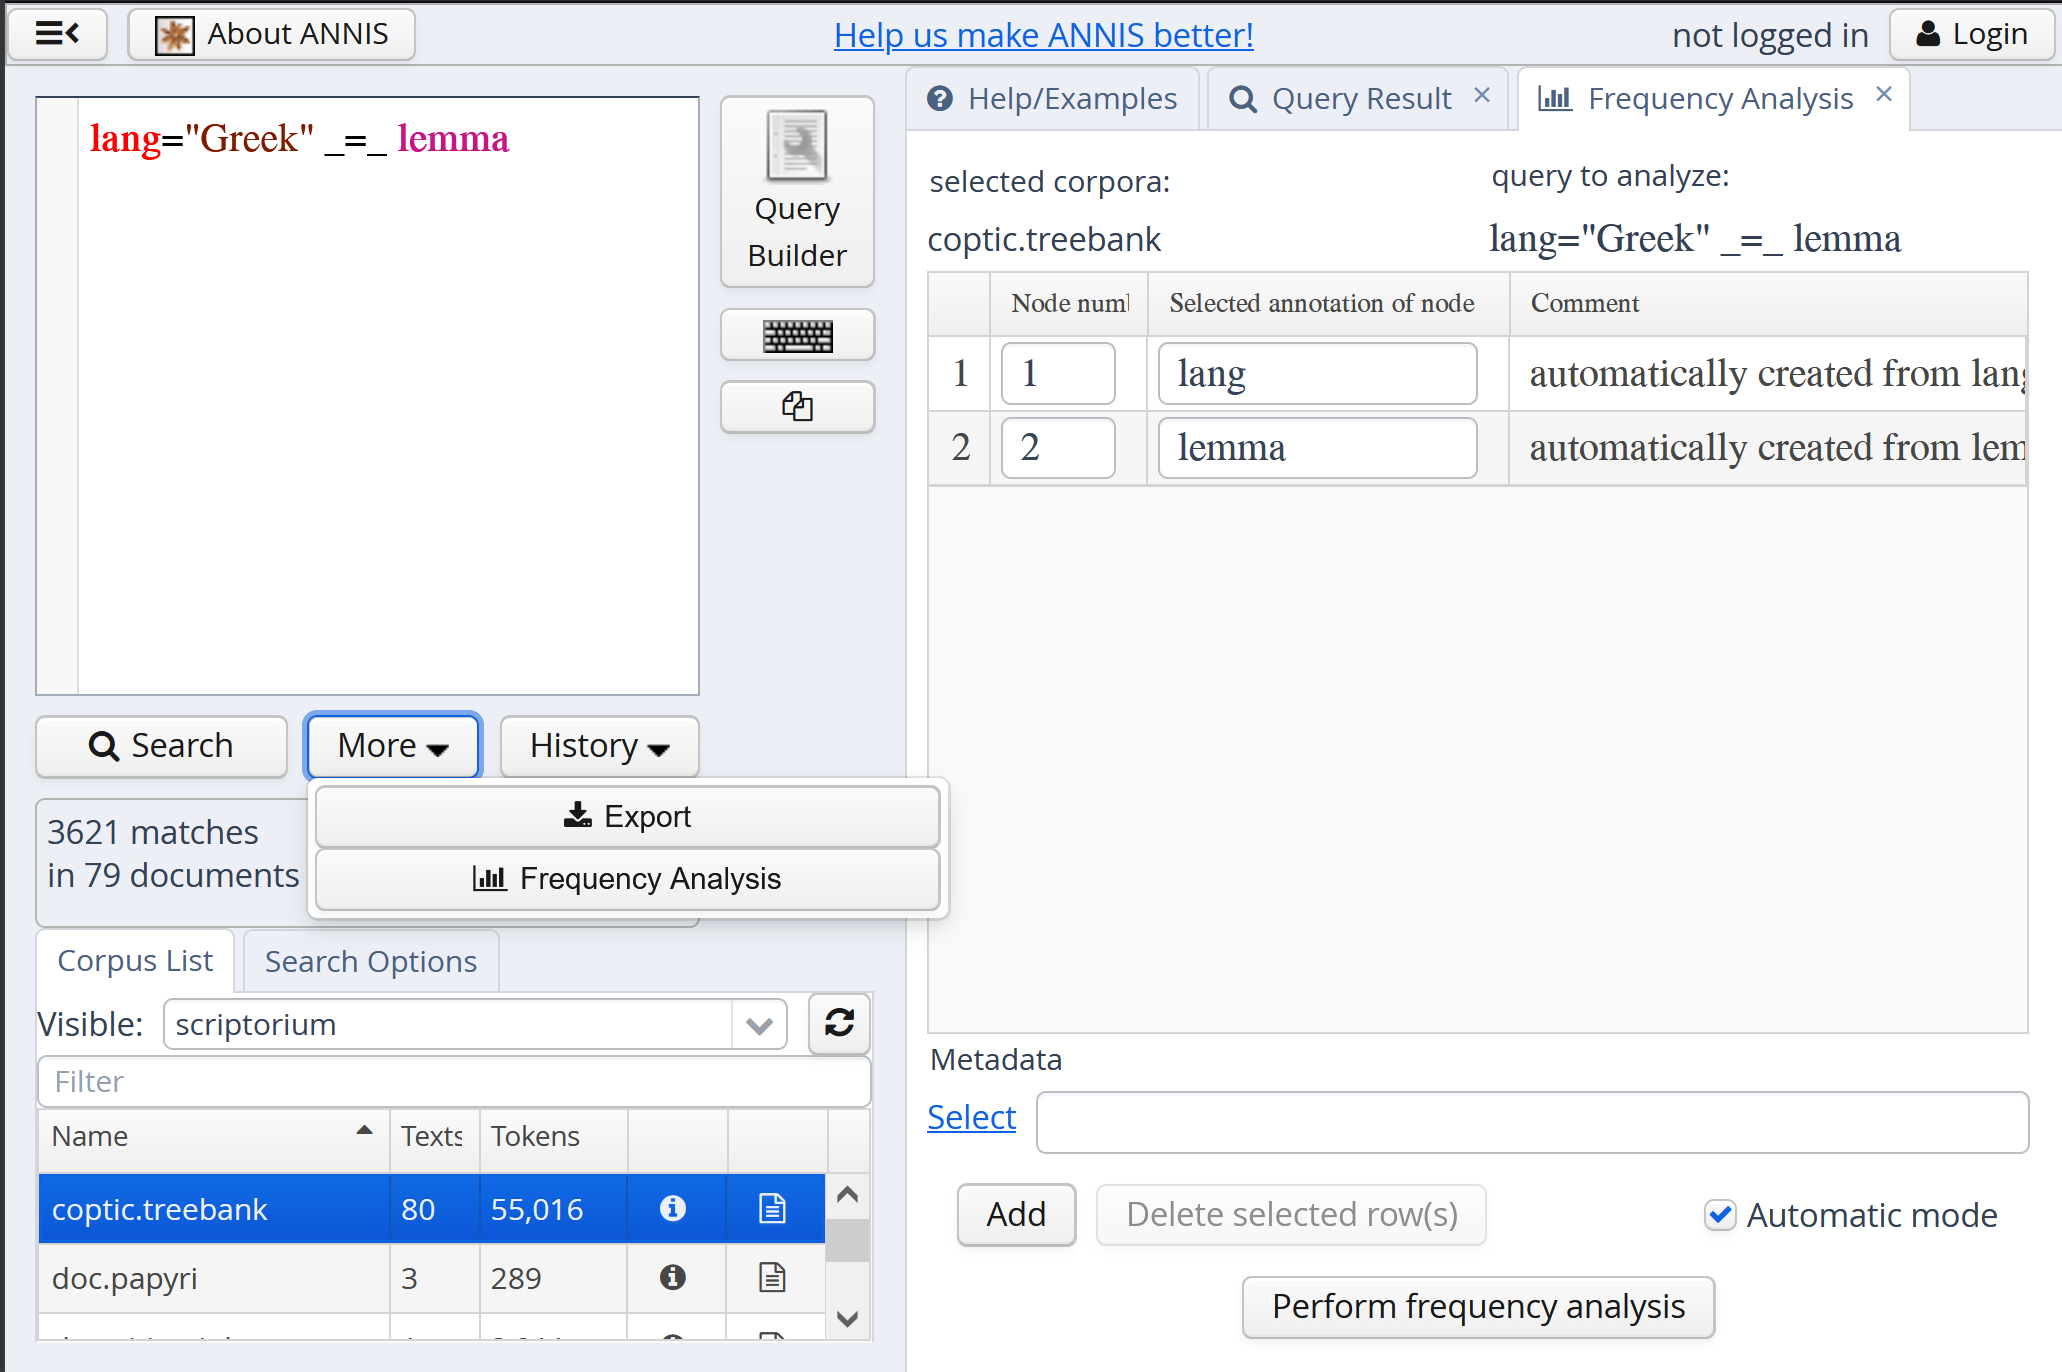 About ANNIS
Help us make ANNIS better!
not logged in
Login
lang="Greek" _=_ lemma
Query
Builder
Search
More
History
Export
Frequency Analysis
3621 matches
in 79 documents
Corpus List
Search Options
Visible:
scriptorium
Filter
Name Texts Tokens
coptic.treebank 80 55,016
doc.papyri 3 289
Help/Examples
Query Result
Frequency Analysis
selected corpora:
query to analyze:
coptic.treebank
lang="Greek" _=_ lemma
Node num Selected annotation of node Comment
1 1 lang automatically created from lang
2 2 lemma automatically created from lem
Metadata
Select
Add
Delete selected row(s)
Automatic mode
Perform frequency analysis